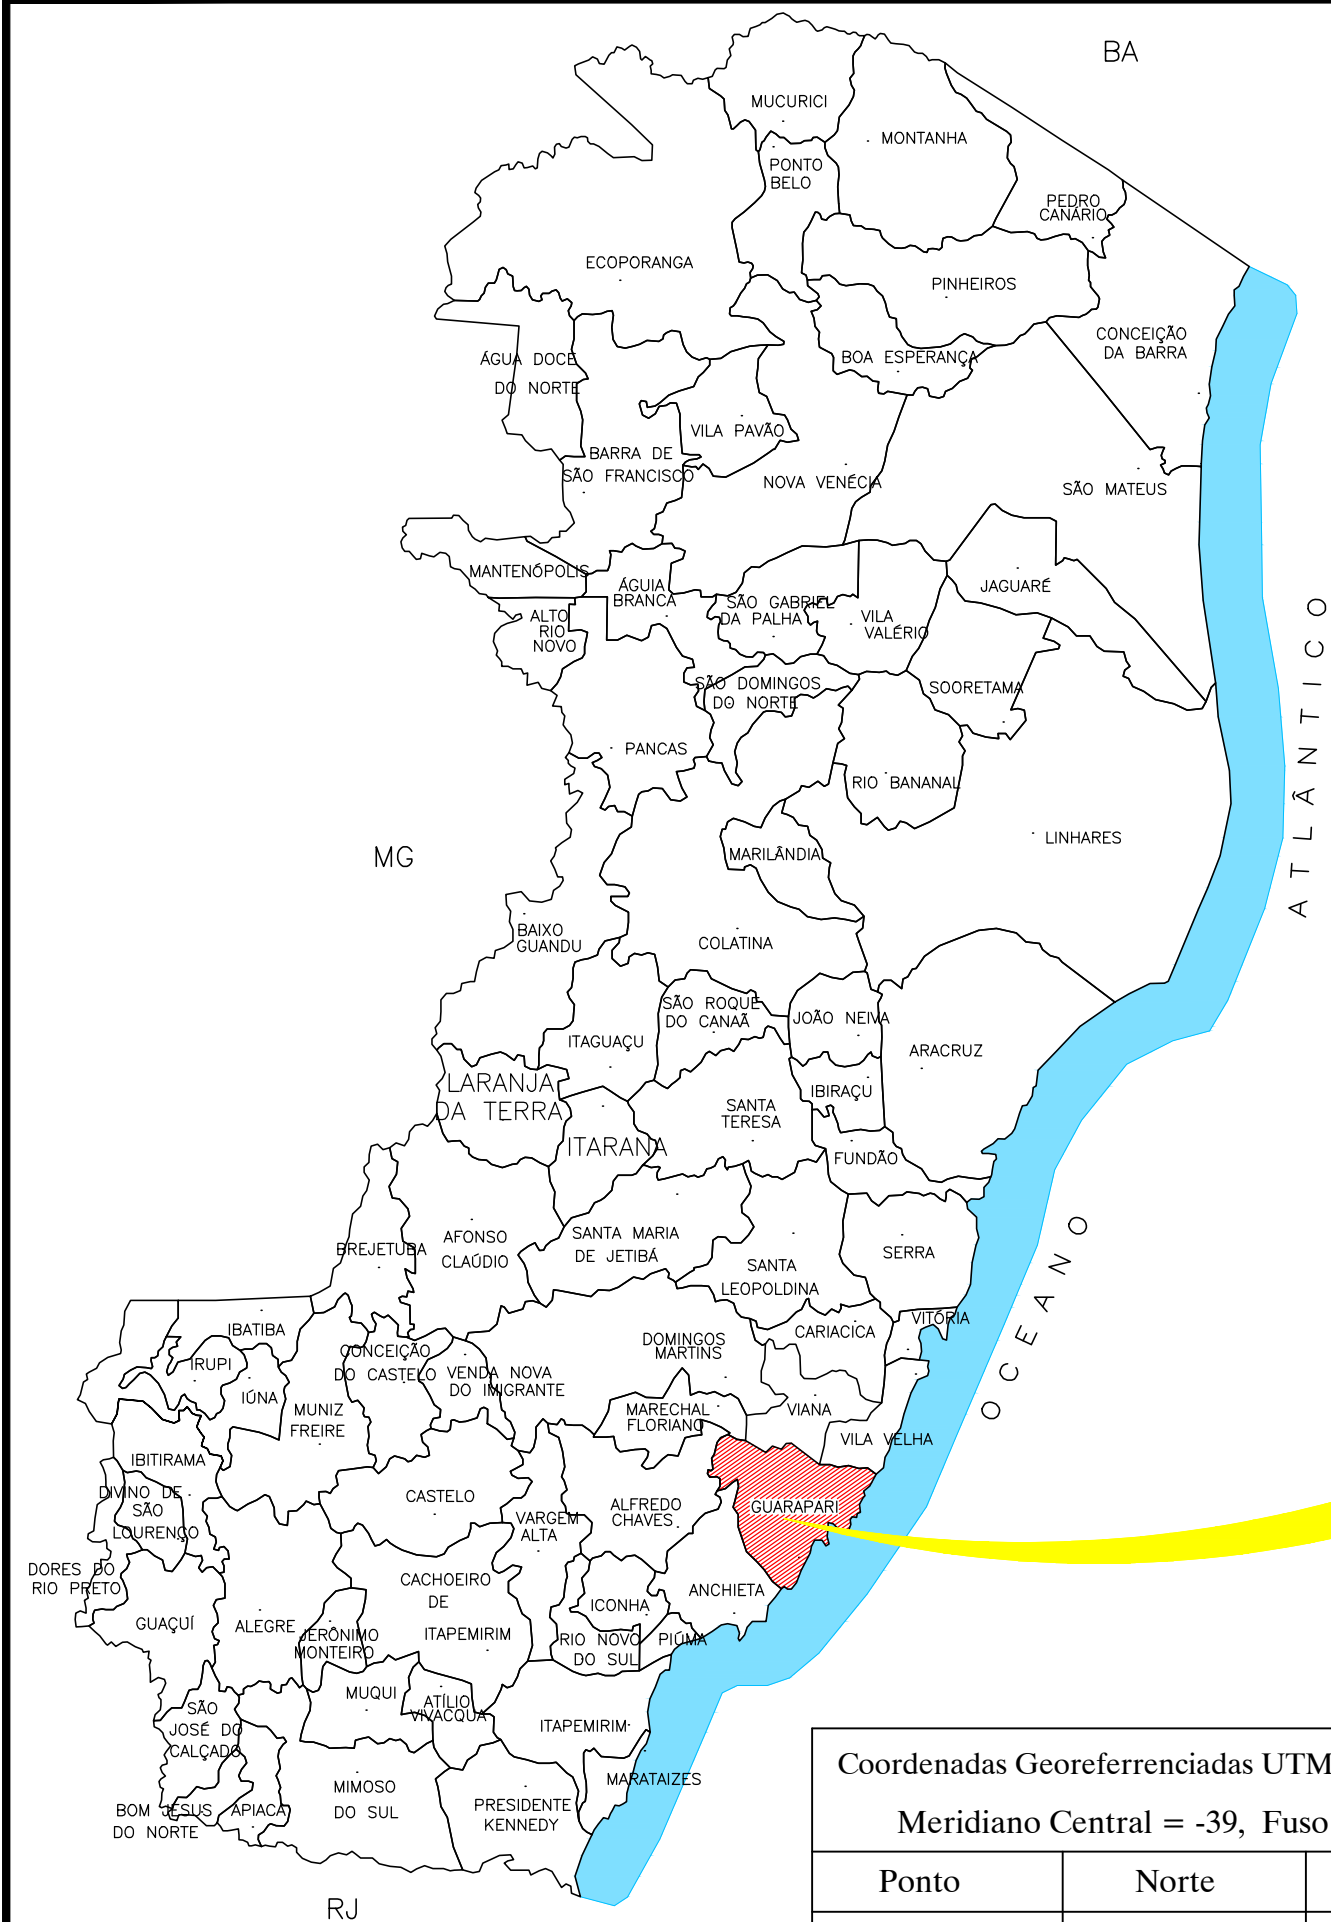 BA
MUCURICI
MONTANHA
PONTO
BELO
PEDRO
CANÁRIO
ECOPORANGA
PINHEIROS
CONCEIÇÃO
DA BARRA
ÁGUA DOCE
DO NORTE
BOA ESPERANÇA
VILA PAVÃO
BARRA DE
SÃO FRANCISCO
NOVA VENÉCIA
SÃO MATEUS
MANTENÓPOLIS
ÁGUIA
BRANCA
JAGUARÉ
ALTO
RIO
NOVO
SÃO GABRIEL
DA PALHA
VILA
VALÉRIO
SÃO DOMINGOS
DO NORTE
SOORETAMA
PANCAS
RIO BANANAL
ATLÂNTICO
MG
MARILÂNDIA
LINHARES
BAIXO
GUANDU
COLATINA
SÃO ROQUE
DO CANAÃ
JOÃO NEIVA
ITAGUAÇU
ARACRUZ
LARANJA
DA TERRA
IBIRAÇU
SANTA
TERESA
ITARANA
FUNDÃO
BREJETUBA
AFONSO
CLAÚDIO
SANTA MARIA
DE JETIBÁ
SERRA
SANTA
LEOPOLDINA
OCEANO
IBATIBA
VITÓRIA
CARIACICA
DOMINGOS
MARTINS
IRUPI
CONCEIÇÃO
DO CASTELO
VENDA NOVA
DO IMIGRANTE
IÚNA
MUNIZ
FREIRE
MARECHAL
FLORIANO
VIANA
VILA VELHA
IBITIRAMA
DIVINO DE
SÃO
LOURENÇO
CASTELO
VARGEM
ALTA
ALFREDO
CHAVES
GUARAPARI
DORES DO
RIO PRETO
CACHOEIRO
DE
ITAPEMIRIM
ANCHIETA
ICONHA
GUAÇUÍ
ALEGRE
JERÔNIMO
MONTEIRO
RIO NOVO
DO SUL
PIÚMA
MUQUI
ATÍLIO
VIVACQUA
SÃO
JOSÉ DO
CALÇADO
ITAPEMIRIM
MARATAIZES
MIMOSO
DO SUL
BOM JESUS
DO NORTE
APIACA
PRESIDENTE
KENNEDY
RJ
Coordenadas Georeferrenciadas UTM
Meridiano Central = -39, Fuso
Ponto Norte